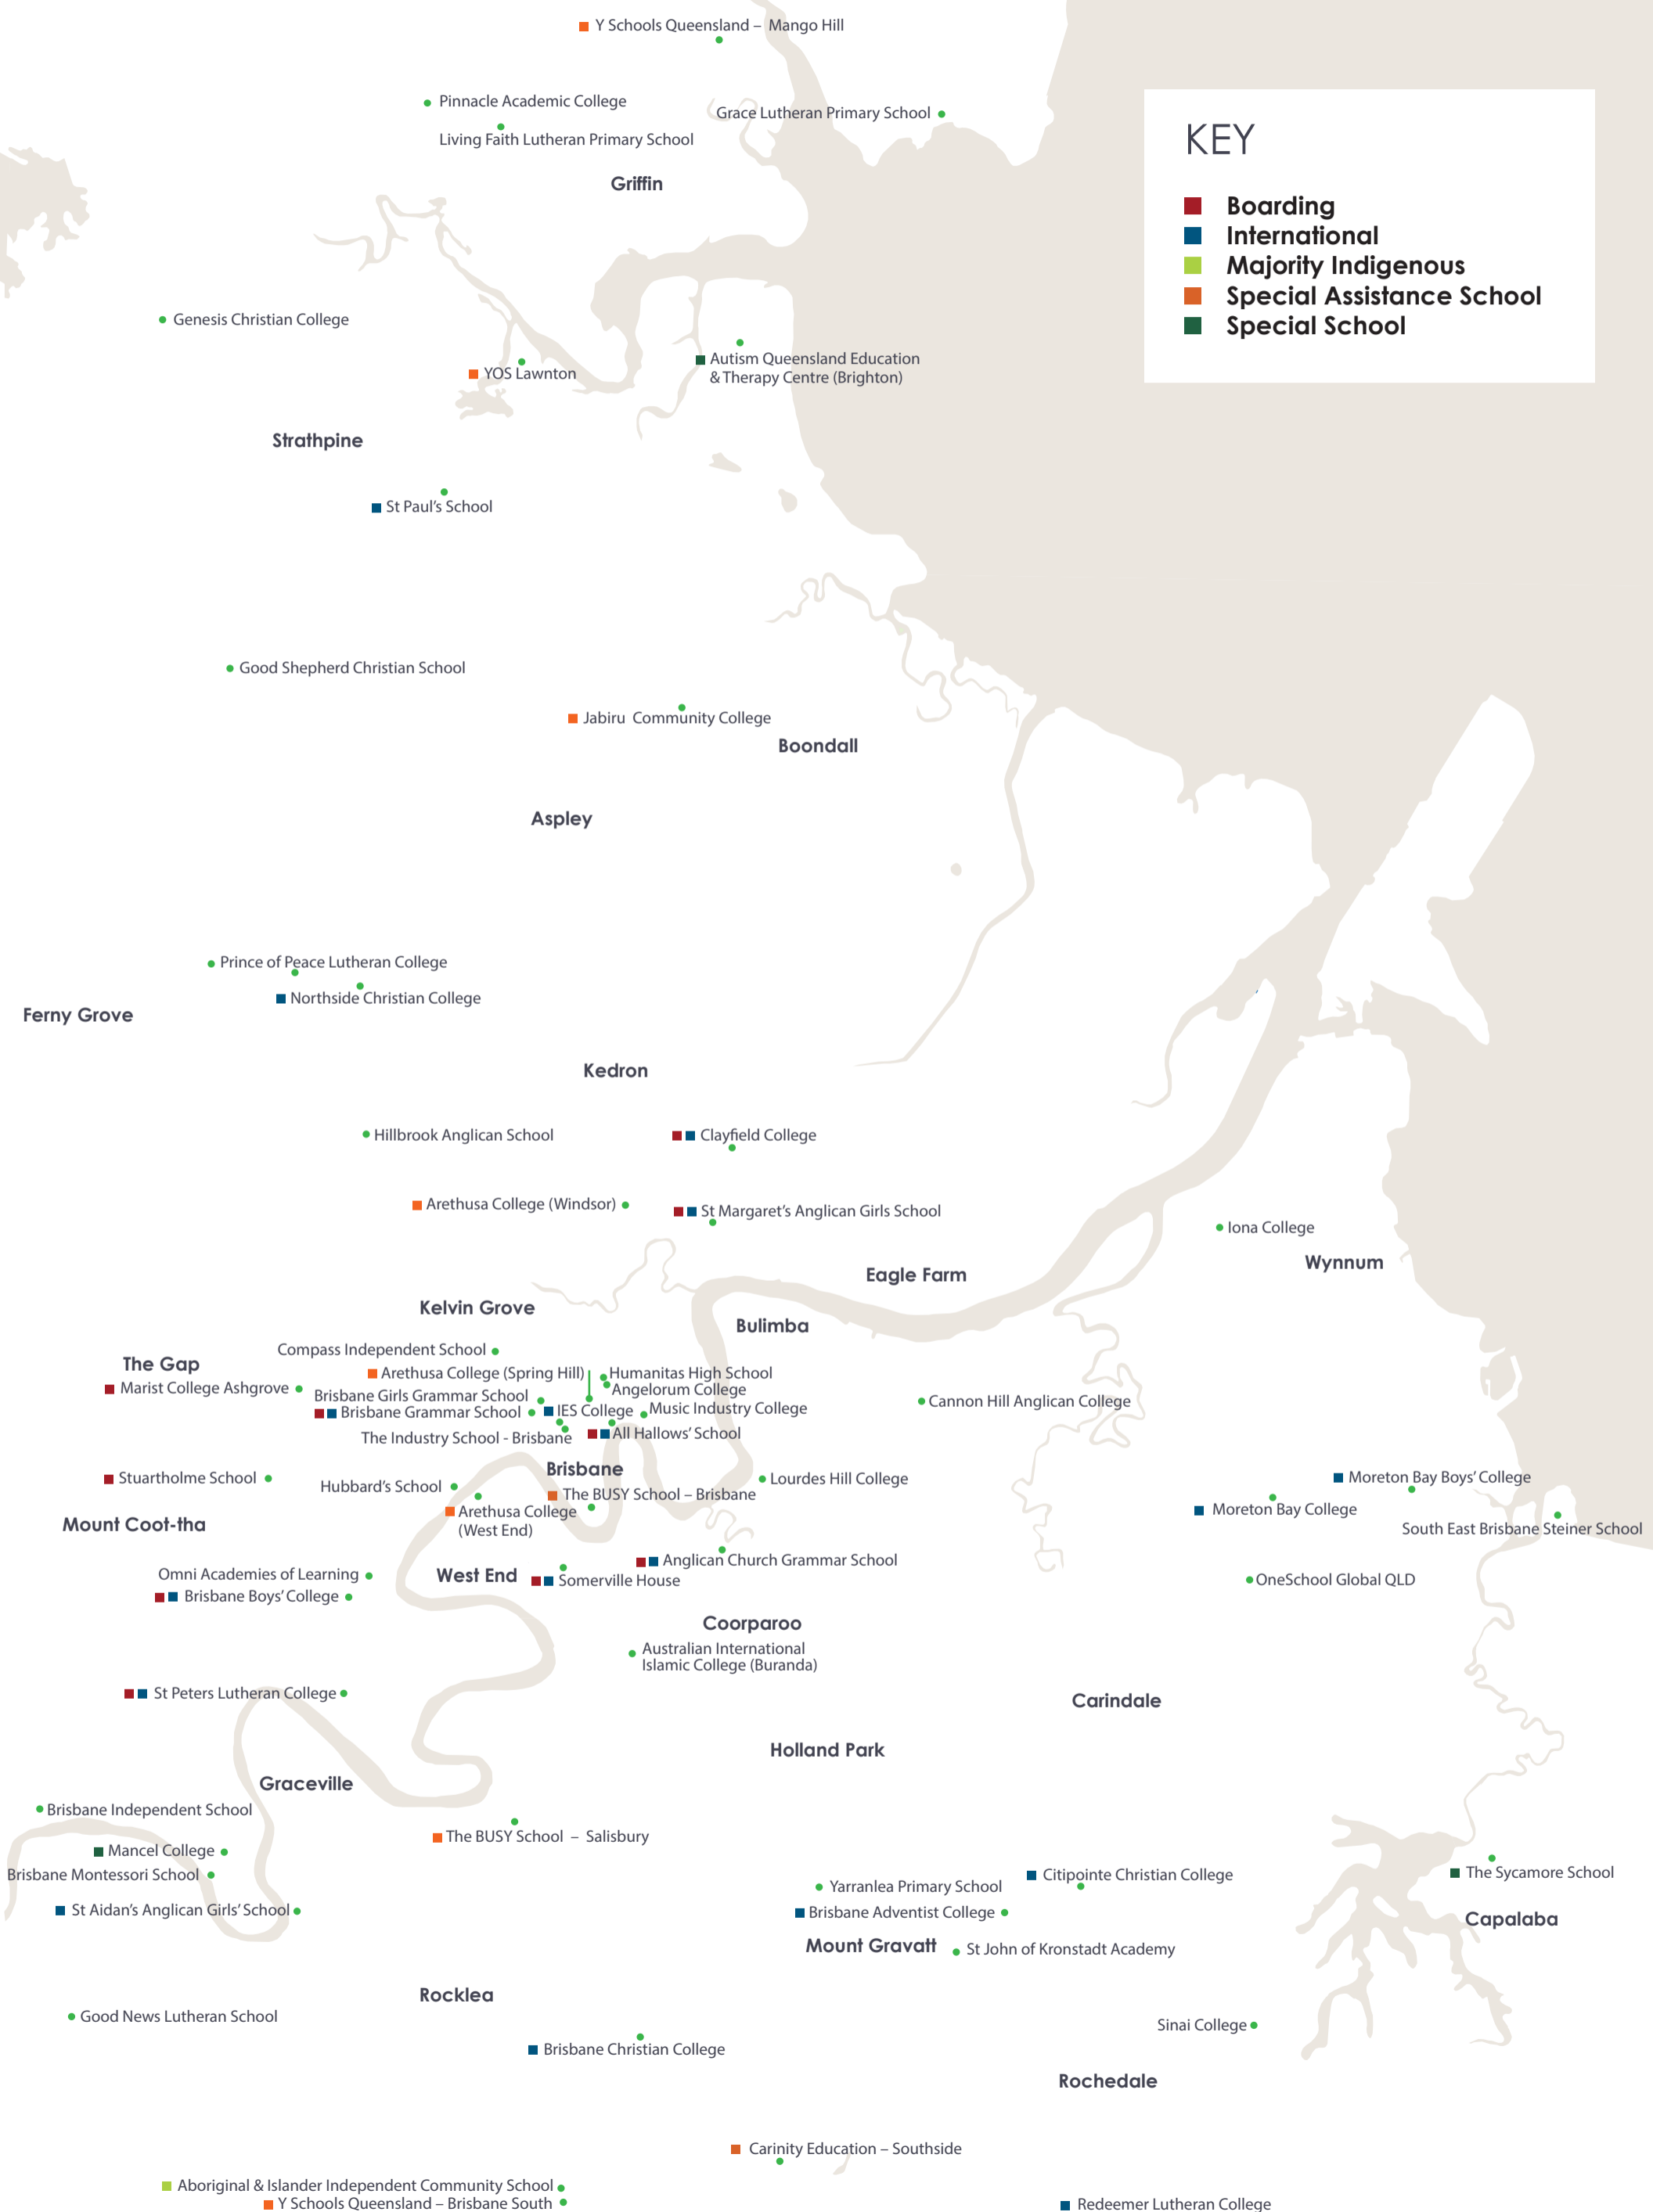 Y Schools Queensland – Mango Hill
Pinnacle Academic College
Grace Lutheran Primary School
Living Faith Lutheran Primary School
Griffin
KEY
Boarding
International
Majority Indigenous
Special Assistance School
Special School
Genesis Christian College
YOS Lawnton
Autism Queensland Education
& Therapy Centre (Brighton)
Strathpine
St Paul's School
Good Shepherd Christian School
Jabiru Community College
Boondall
Aspley
Prince of Peace Lutheran College
Northside Christian College
Ferny Grove
Kedron
Hillbrook Anglican School
Clayfield College
Arethusa College (Windsor)
St Margaret's Anglican Girls School
Iona College
Wynnum
Eagle Farm
Kelvin Grove
Bulimba
Compass Independent School
The Gap
Arethusa College (Spring Hill)
Humanitas High School
Marist College Ashgrove
Angelorum College
Brisbane Girls Grammar School
Cannon Hill Anglican College
Music Industry College
IES College
Brisbane Grammar School
All Hallows' School
The Industry School - Brisbane
Brisbane
Stuartholme School
Lourdes Hill College
Moreton Bay Boys' College
Hubbard's School
The BUSY School – Brisbane
Arethusa College
(West End)
Moreton Bay College
Mount Coot-tha
South East Brisbane Steiner School
Anglican Church Grammar School
Omni Academies of Learning
West End
Somerville House
OneSchool Global QLD
Brisbane Boys' College
Coorparoo
Australian International
Islamic College (Buranda)
St Peters Lutheran College
Carindale
Holland Park
Graceville
Brisbane Independent School
The BUSY School – Salisbury
Mancel College
Brisbane Montessori School
Citipointe Christian College
The Sycamore School
Yarranlea Primary School
St Aidan's Anglican Girls' School
Brisbane Adventist College
Capalaba
Mount Gravatt
St John of Kronstadt Academy
Rocklea
Good News Lutheran School
Sinai College
Brisbane Christian College
Rochedale
Carinity Education – Southside
Aboriginal & Islander Independent Community School
Y Schools Queensland – Brisbane South
Redeemer Lutheran College